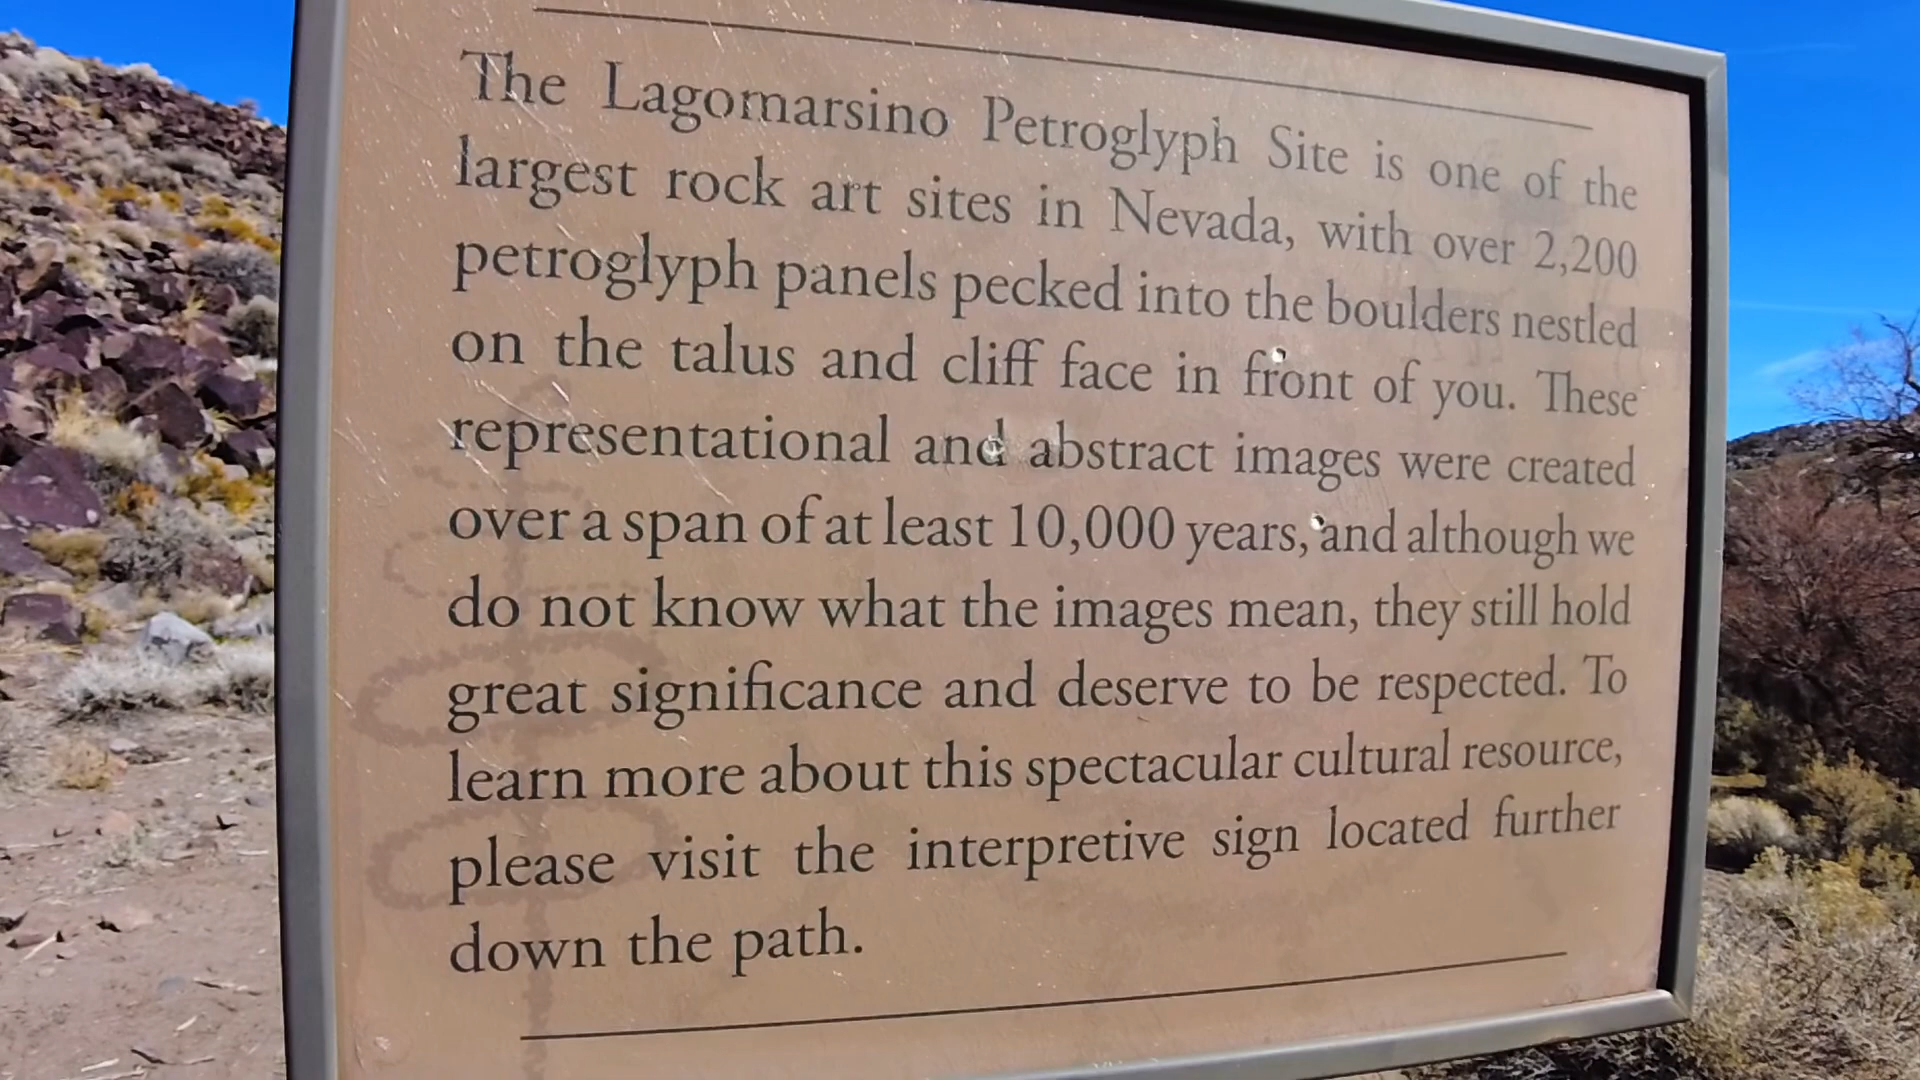 The Lagomarsino Petroglyph Site is one of the
largest rock art sites in Nevada, with over 2,200
petroglyph panels pecked into the boulders nestled
on the talus and cliff face in front of you. These
representational and abstract images were created
over a span of at least 10,000 years, and although we
do not know what the images mean, they still hold
great significance and deserve to be respected. To
learn more about this spectacular cultural resource,
please visit the interpretive sign located further
down the path.